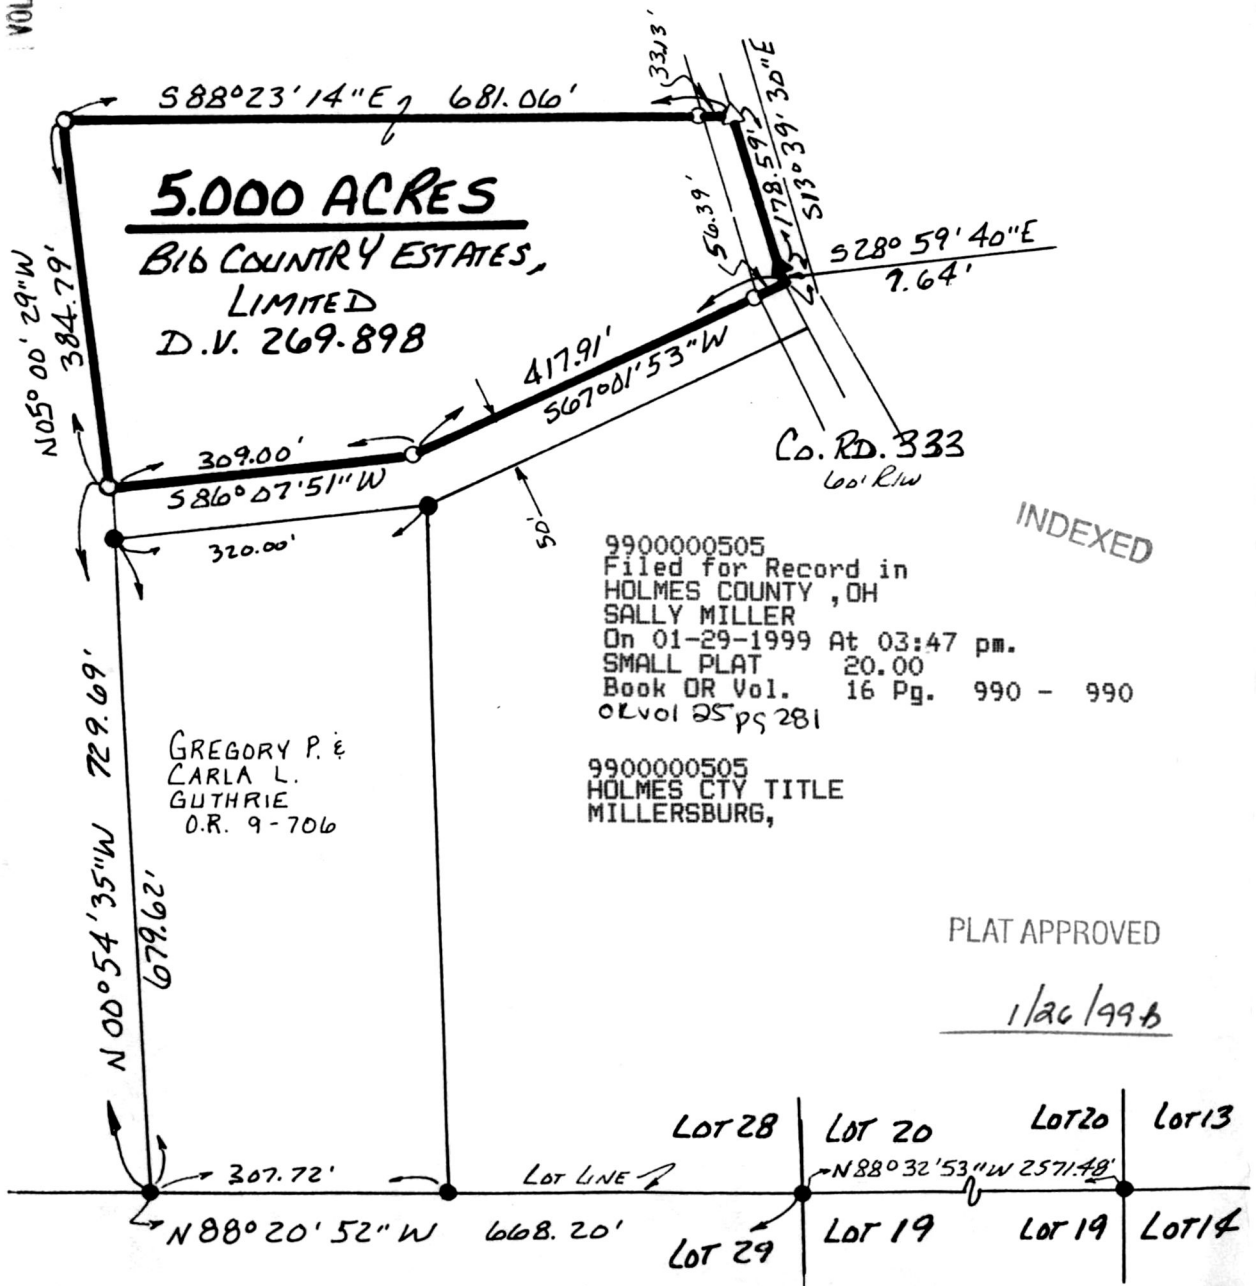 VOL
S88°23'14"E 681.06'
33.13'
S13°39'30"E
178.59'
5.000 ACRES
BIG COUNTRY ESTATES,
LIMITED
D.V. 269-898
56.39'
S28°59'40"E
9.64'
N05°00'29"W
384.79'
417.91'
S67°01'53"W
309.00'
S86°07'51"W
CO. RD. 333
60' R/W
320.00'
50'
INDEXED
9900000505
Filed for Record in
HOLMES COUNTY ,OH
SALLY MILLER
On 01-29-1999 At 03:47 pm.
SMALL PLAT 20.00
Book OR Vol. 16 Pg. 990 - 990
OR vol 25 pg 281
9900000505
HOLMES CTY TITLE
MILLERSBURG,
N 00°54'35"W 729.69'
679.62'
GREGORY P. &
CARLA L.
GUTHRIE
O.R. 9-706
PLAT APPROVED
1/26/99
LOT 28 LOT 20 LOT 20 LOT 13
307.72' LOT LINE N88°32'53"W 2571.48'
N88°20'52"W 668.20'
LOT 29 LOT 19 LOT 19 LOT 14